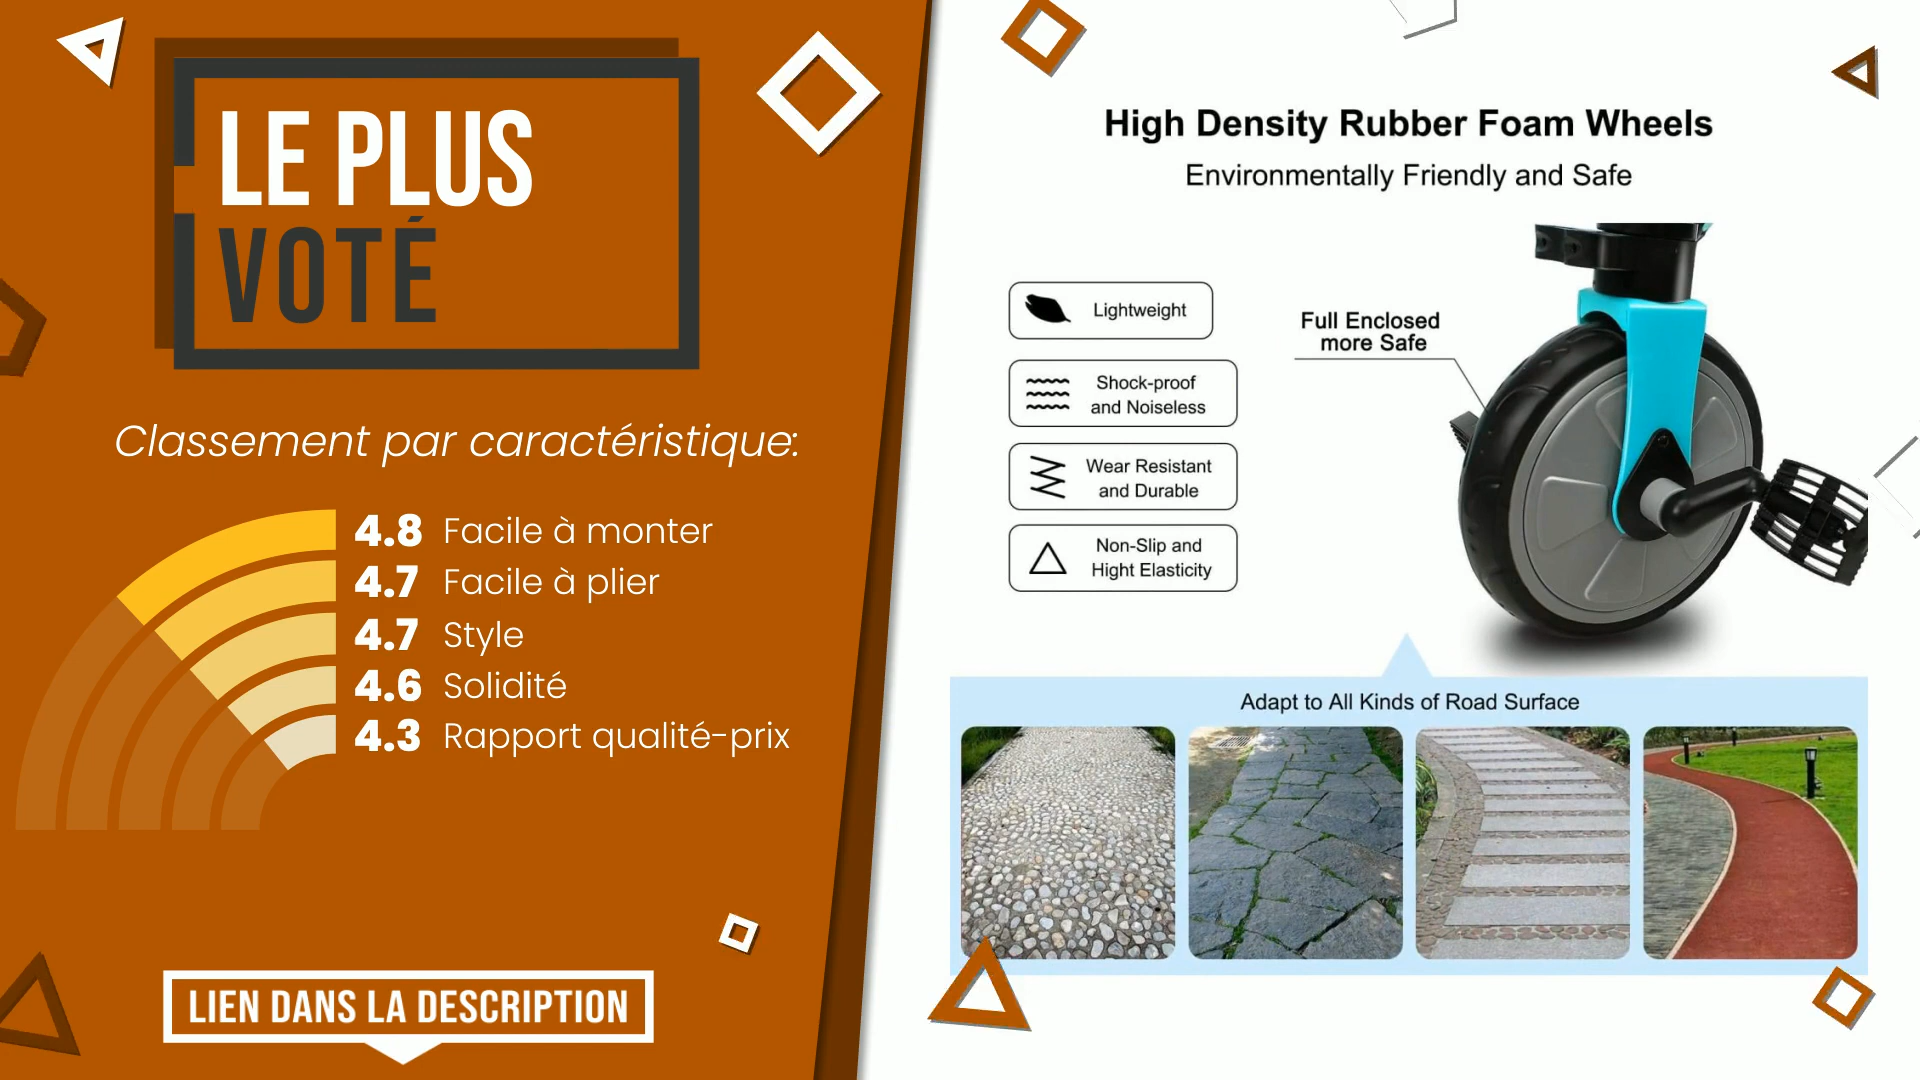 LE PLUS
VOTÉ
Classement par caractéristique:
4.8 Facile à monter
4.7 Facile à plier
4.7 Style
4.6 Solidité
4.3 Rapport qualité-prix
LIEN DANS LA DESCRIPTION
High Density Rubber Foam Wheels
Environmentally Friendly and Safe
Lightweight
Shock-proof
and Noiseless
Wear Resistant
and Durable
Non-Slip and
Hight Elasticity
Full Enclosed
more Safe
Adapt to All Kinds of Road Surface